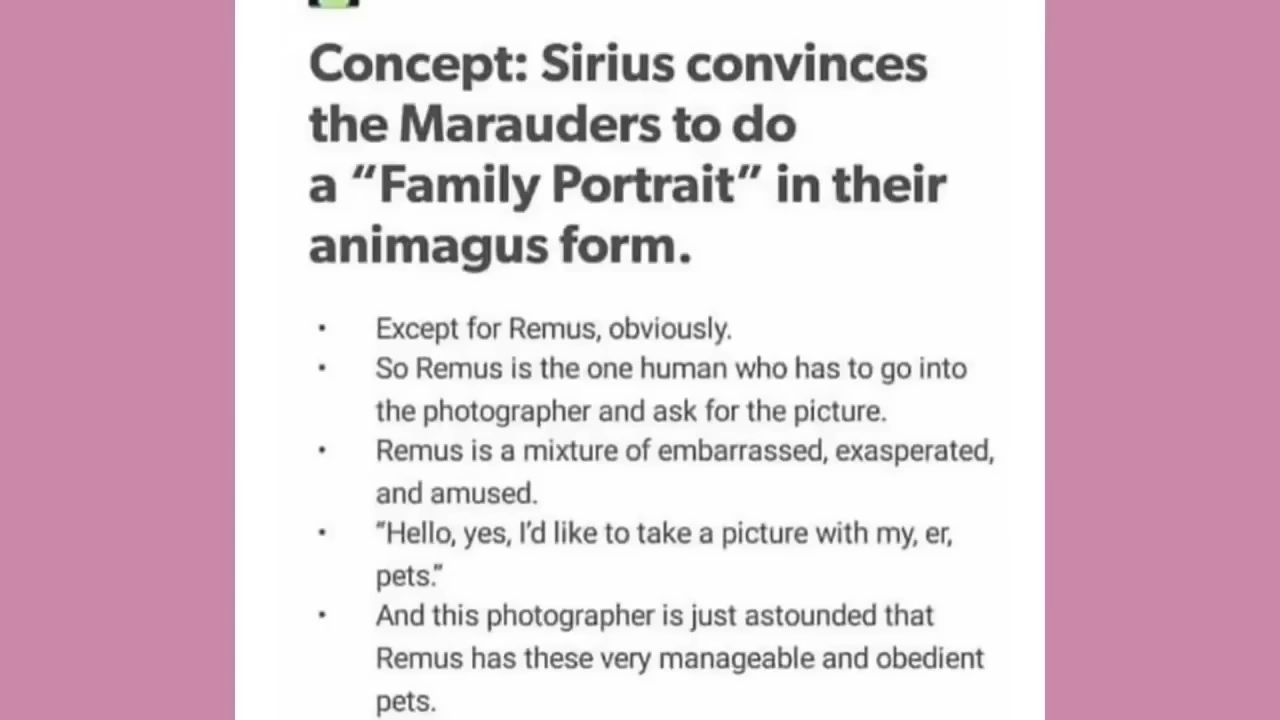 Concept: Sirius convinces
the Marauders to do
a “Family Portrait” in their
animagus form.
• Except for Remus, obviously.
• So Remus is the one human who has to go into
the photographer and ask for the picture.
• Remus is a mixture of embarrassed, exasperated,
and amused.
• “Hello, yes, I’d like to take a picture with my, er,
pets.”
• And this photographer is just astounded that
Remus has these very manageable and obedient
pets.